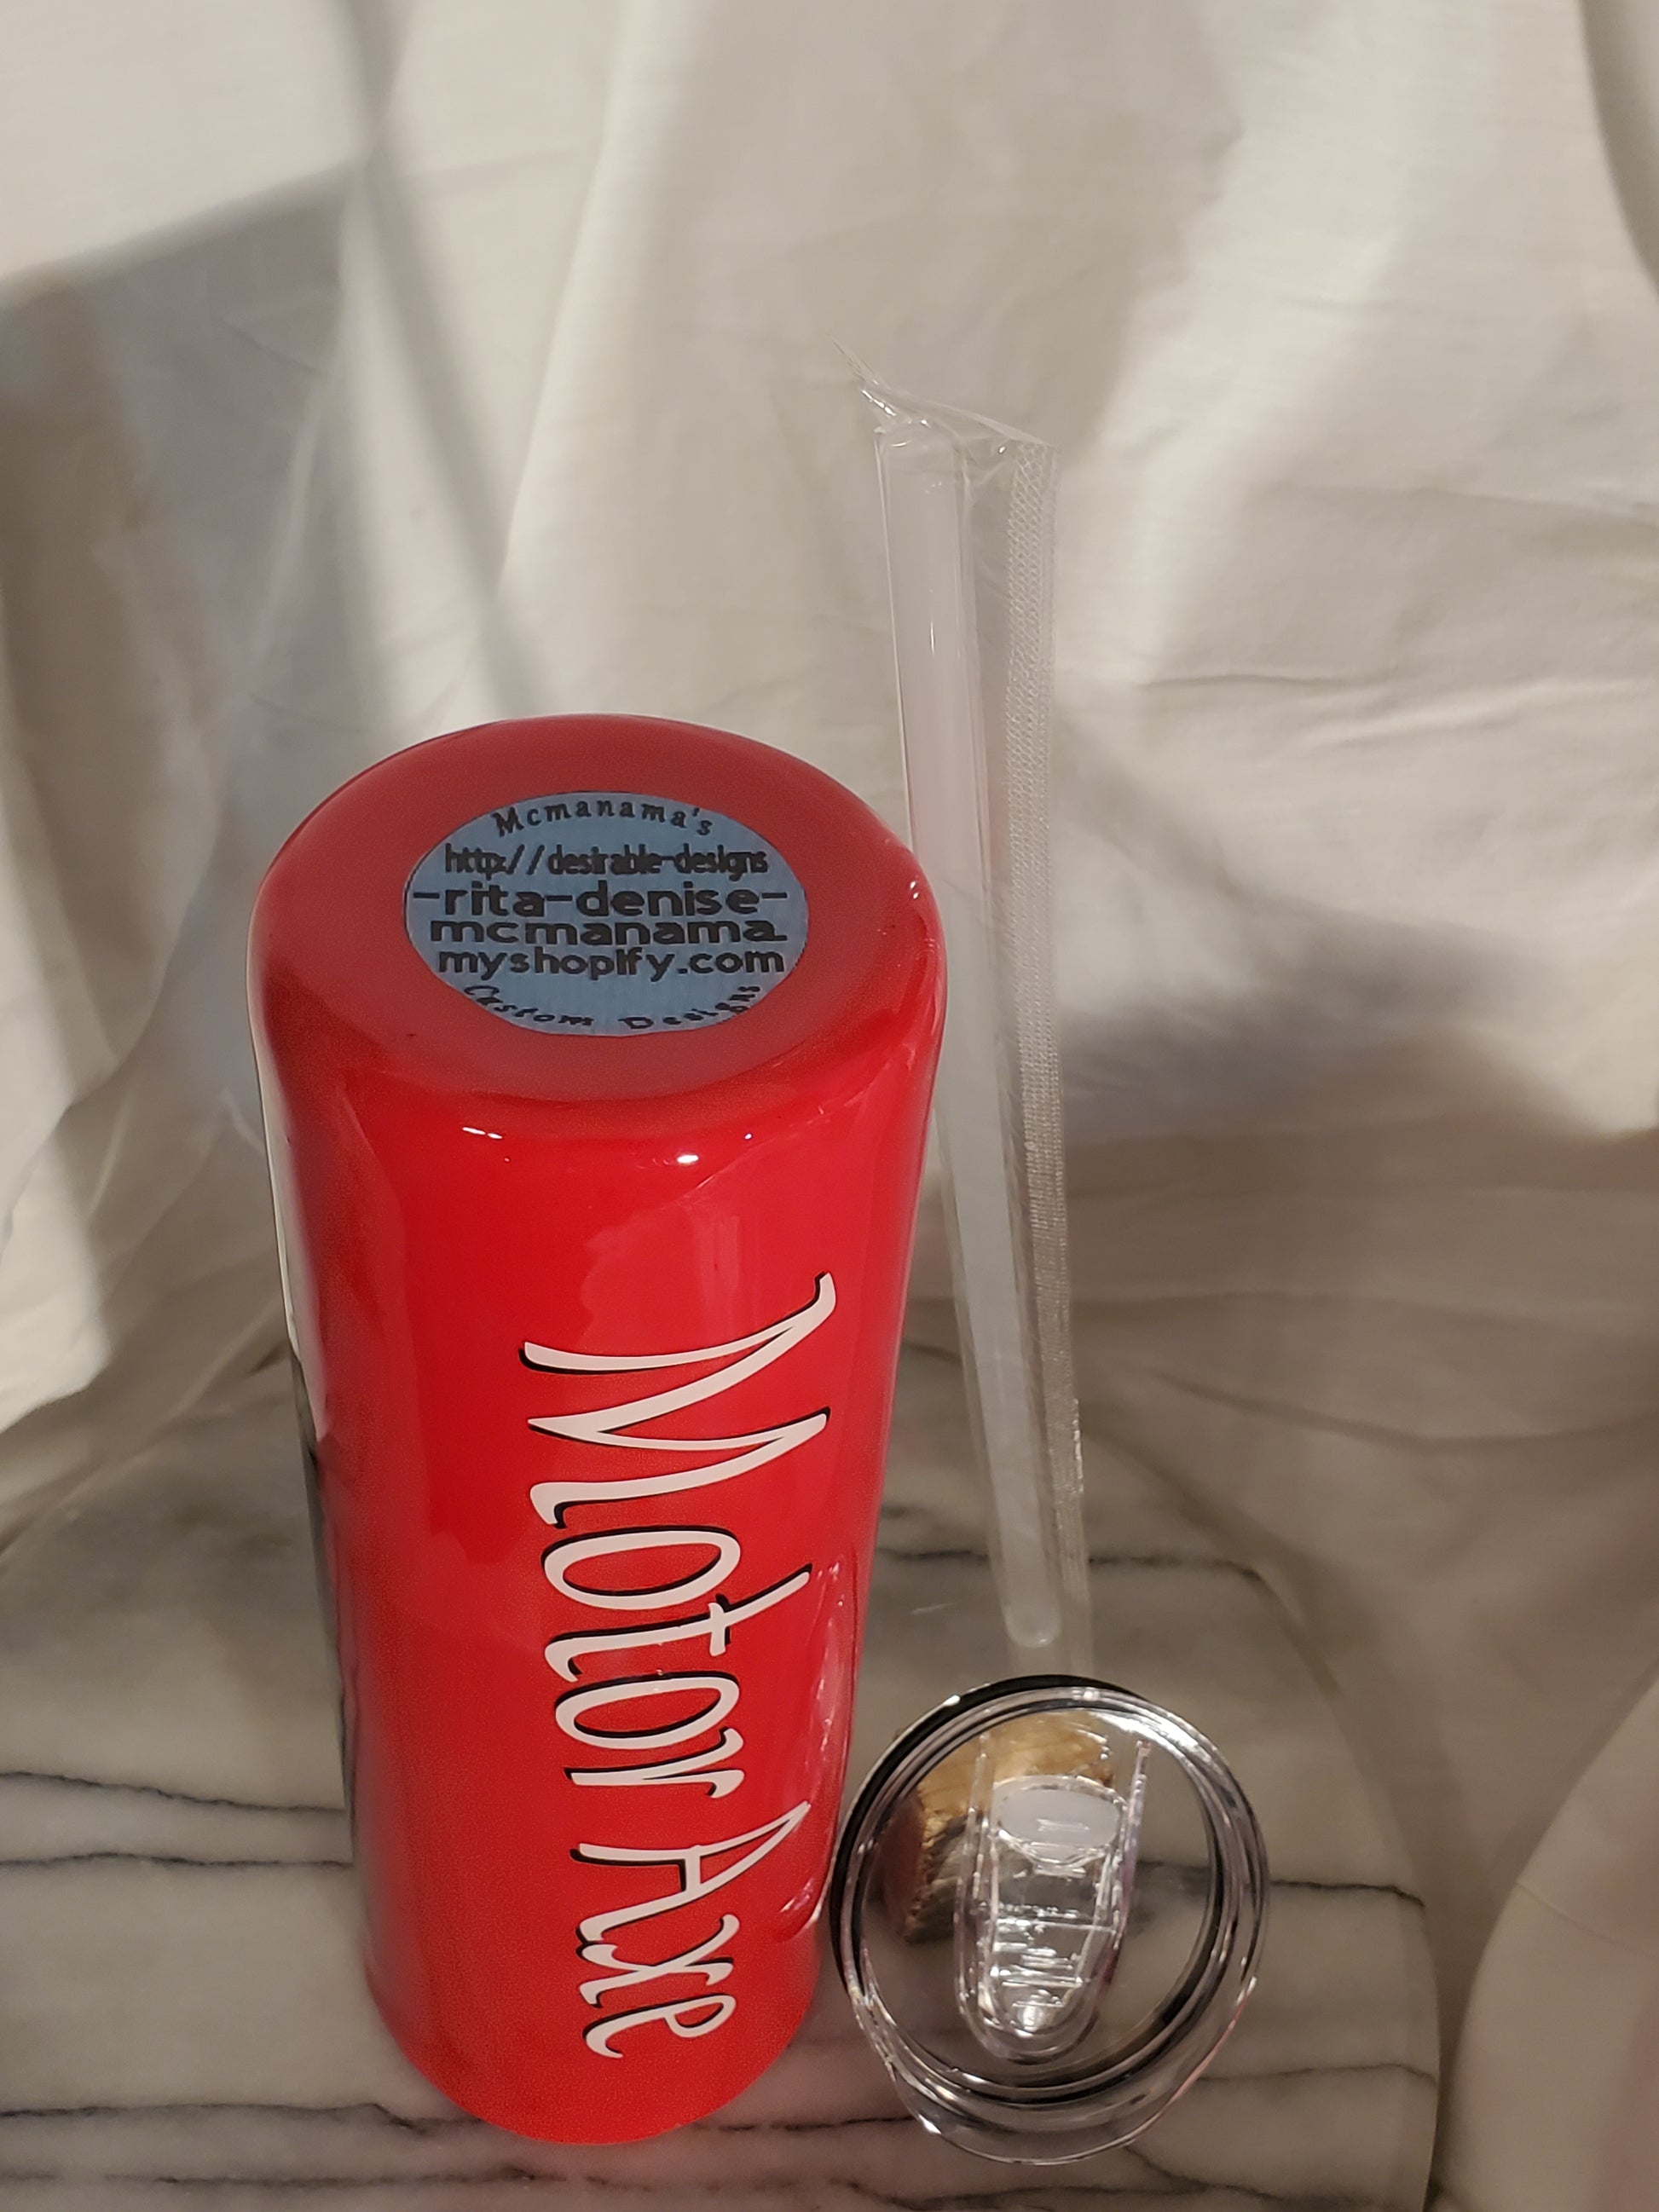 Mcmanama's
http://desirable-designs
-rita-denise-
mcmanama.
myshopify.com
Custom Designs
Motor Axe